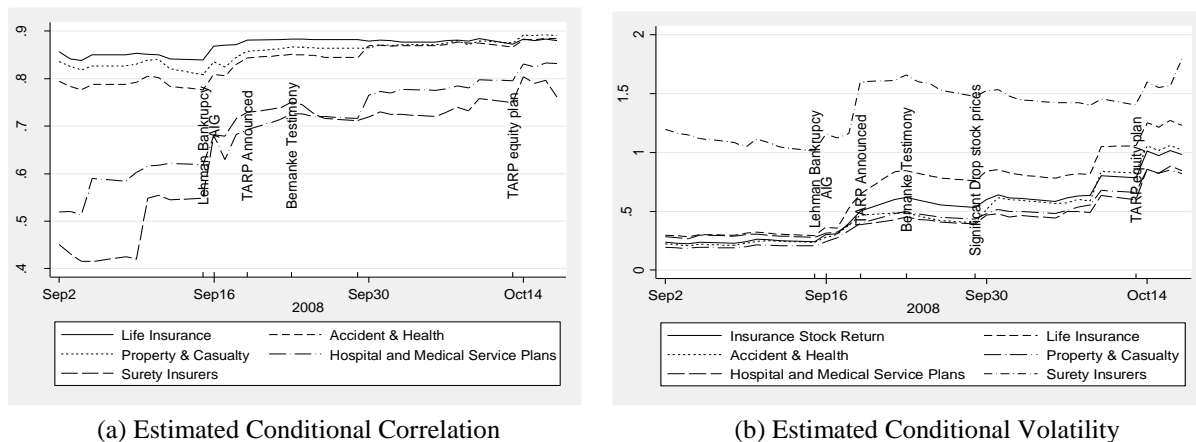 .9
.8
.7
.6
.5
.4
Lehman Bankrupcy
AIG
TARP Announced
Bernanke Testimony
TARP equity plan
Sep2
Sep16
Sep30
Oct14
2008
Life Insurance
Accident & Health
Property & Casualty
Hospital and Medical Service Plans
Surety Insurers
(a) Estimated Conditional Correlation
2
1.5
1
.5
0
Lehman Bankrupcy
AIG
TARR Announced
Bernanke Testimony
Significant Drop stock prices
TARP equity plan
Sep2
Sep16
Sep30
Oct14
2008
Insurance Stock Return
Life Insurance
Accident & Health
Property & Casualty
Hospital and Medical Service Plans
Surety Insurers
(b) Estimated Conditional Volatility